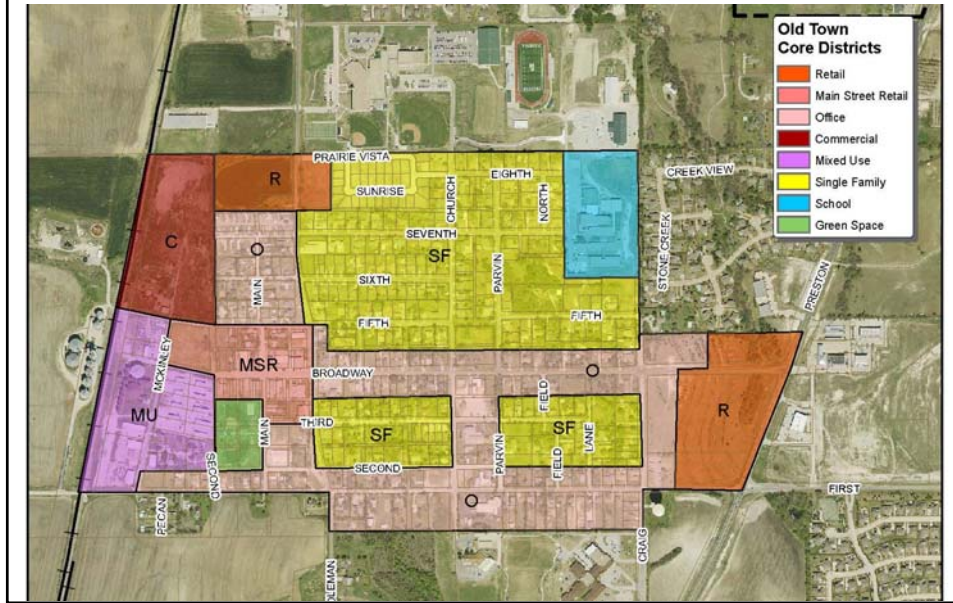 Old Town
Core Districts
Retail
Main Street Retail
Office
Commercial
Mixed Use
Single Family
School
Green Space
PRAIRIE VISTA
EIGHTH
CREEK VIEW
R
SUNRISE
CHURCH
NORTH
SEVENTH
C
O
SF
STONE CREEK
PARVIN
SIXTH
MAIN
PRESTON
FIFTH
FIFTH
MCKINLEY
MSR
BROADWAY
O
FIELD
MU
R
MAIN
THIRD
SF
SF
PARVIN
FIELD
LANE
SECOND
SECOND
FIRST
PECAN
O
CRAIG
OLEMAN